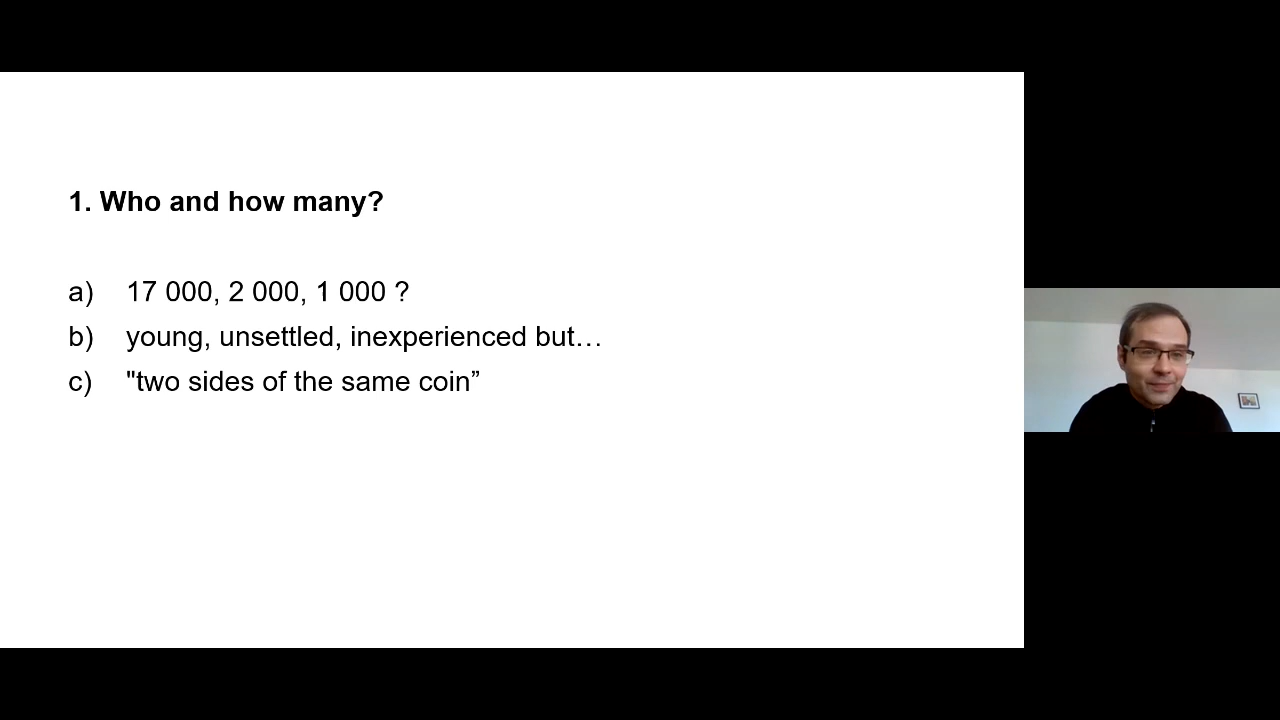 1. Who and how many?
a) 17 000, 2 000, 1 000 ?
b) young, unsettled, inexperienced but…
c) "two sides of the same coin”